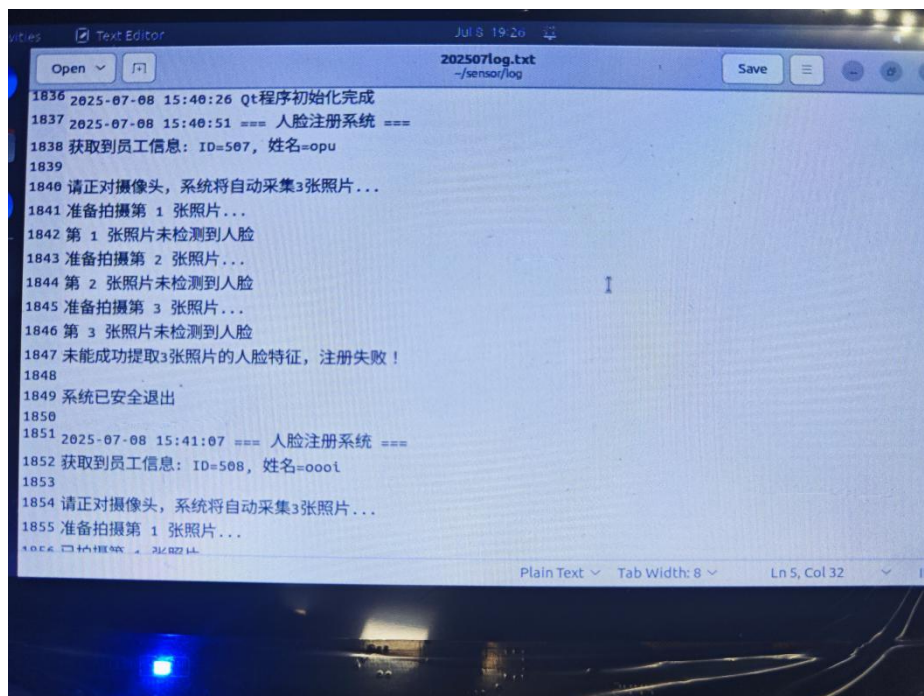 Text Editor
Jul 8 19:26
Open
202507log.txt
~/sensor/log
Save
1836 2025-07-08 15:40:26 Qt程序初始化完成
1837 2025-07-08 15:40:51 === 人脸注册系统 ===
1838 获取到员工信息: ID=507, 姓名=opu
1839
1840 请正对摄像头，系统将自动采集3张照片...
1841 准备拍摄第 1 张照片...
1842 第 1 张照片未检测到人脸
1843 准备拍摄第 2 张照片...
1844 第 2 张照片未检测到人脸
1845 准备拍摄第 3 张照片...
1846 第 3 张照片未检测到人脸
1847 未能成功提取3张照片的人脸特征，注册失败！
1848
1849 系统已安全退出
1850
1851 2025-07-08 15:41:07 === 人脸注册系统 ===
1852 获取到员工信息: ID=508, 姓名=oooi
1853
1854 请正对摄像头，系统将自动采集3张照片...
1855 准备拍摄第 1 张照片...
1856 已拍摄第 1 张照片
Plain Text
Tab Width: 8
Ln 5, Col 32